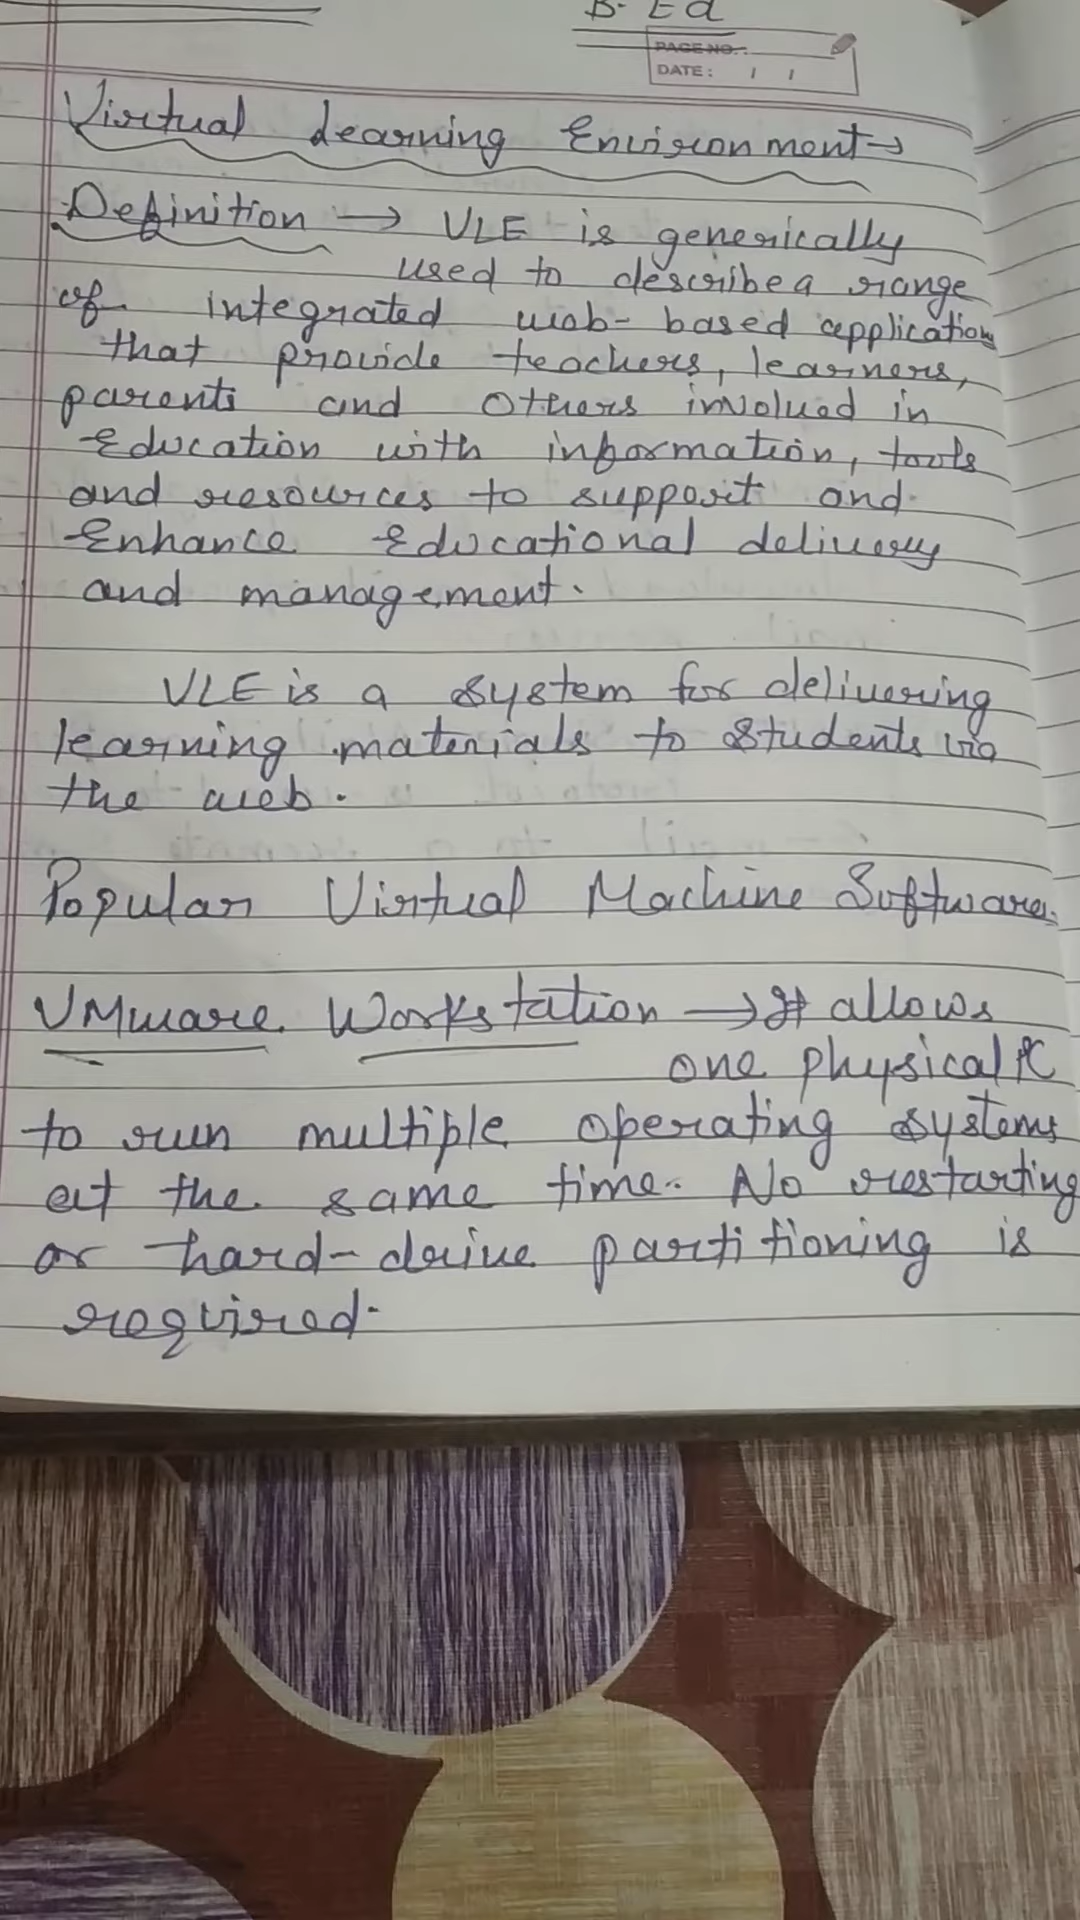 B. Ed
PAGE NO.:
DATE: / /
Virtual Learning Environment →
Definition → VLE is generically
used to describe a range
of integrated web-based application
that provide teachers, learners,
parents and others involved in
Education with information, tools
and resources to support and
Enhance Educational delivery
and management.
VLE is a system for delivering
learning materials to students via
the web.
Popular Virtual Machine Software.
VMware Workstation → It allows
one physical PC
to run multiple operating systems
at the same time. No restarting
or hard-drive partitioning is
required.